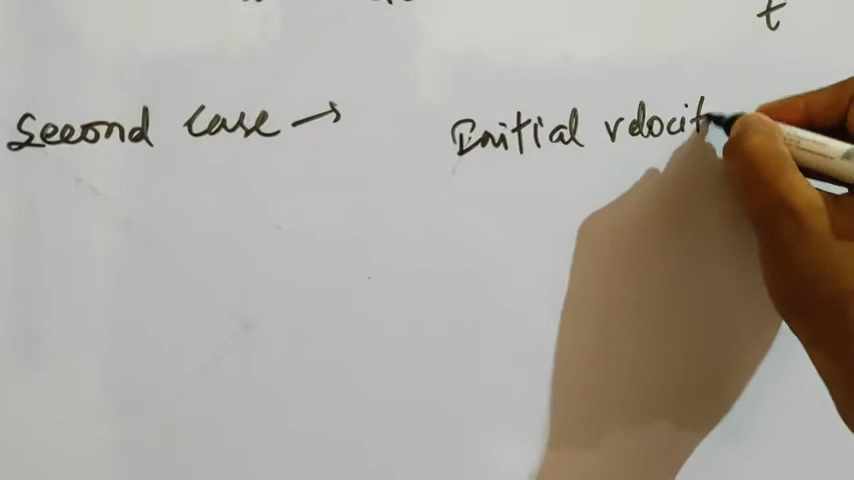 t
Second case → Initial velocit